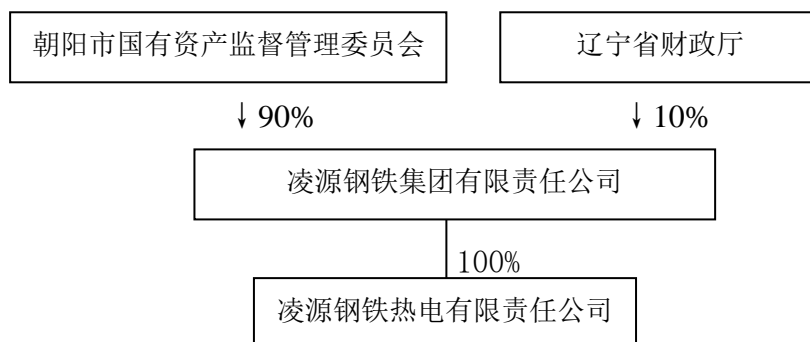 朝阳市国有资产监督管理委员会
辽宁省财政厅
↓ 90%
↓ 10%
凌源钢铁集团有限责任公司
100%
凌源钢铁热电有限责任公司